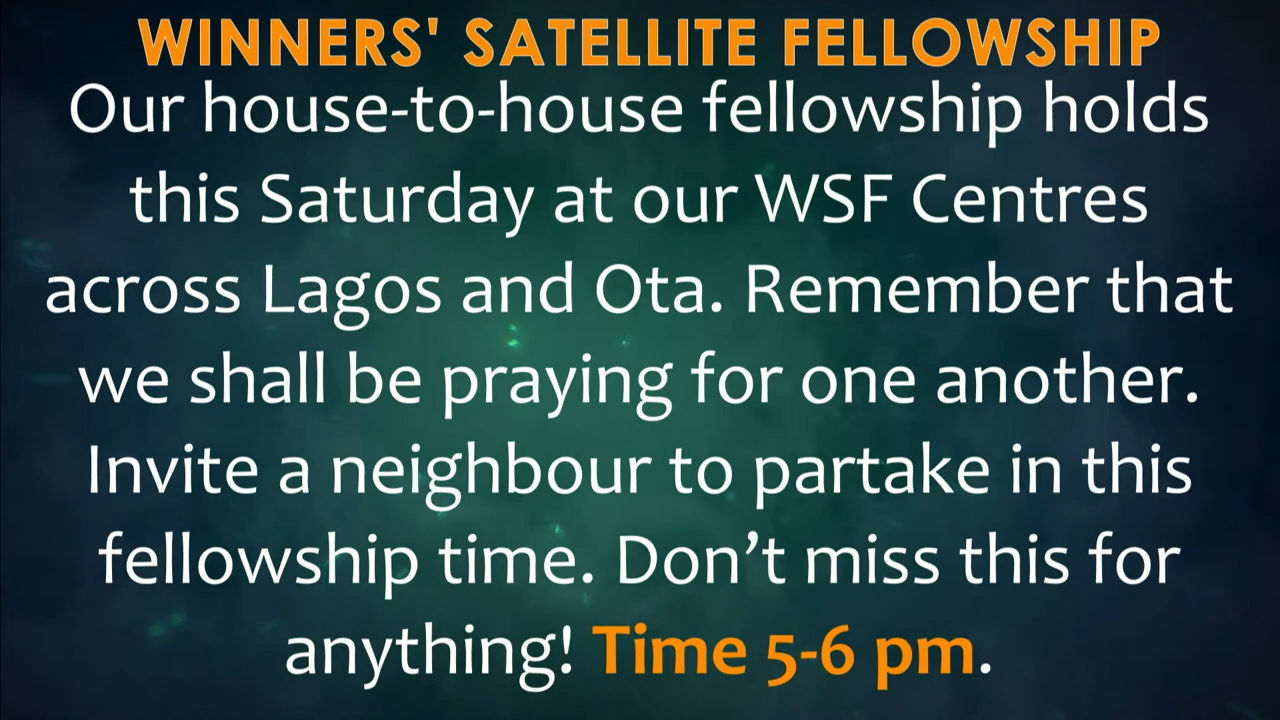 WINNERS' SATELLITE FELLOWSHIP
Our house-to-house fellowship holds
this Saturday at our WSF Centres
across Lagos and Ota. Remember that
we shall be praying for one another.
Invite a neighbour to partake in this
fellowship time. Don’t miss this for
anything! Time 5-6 pm.